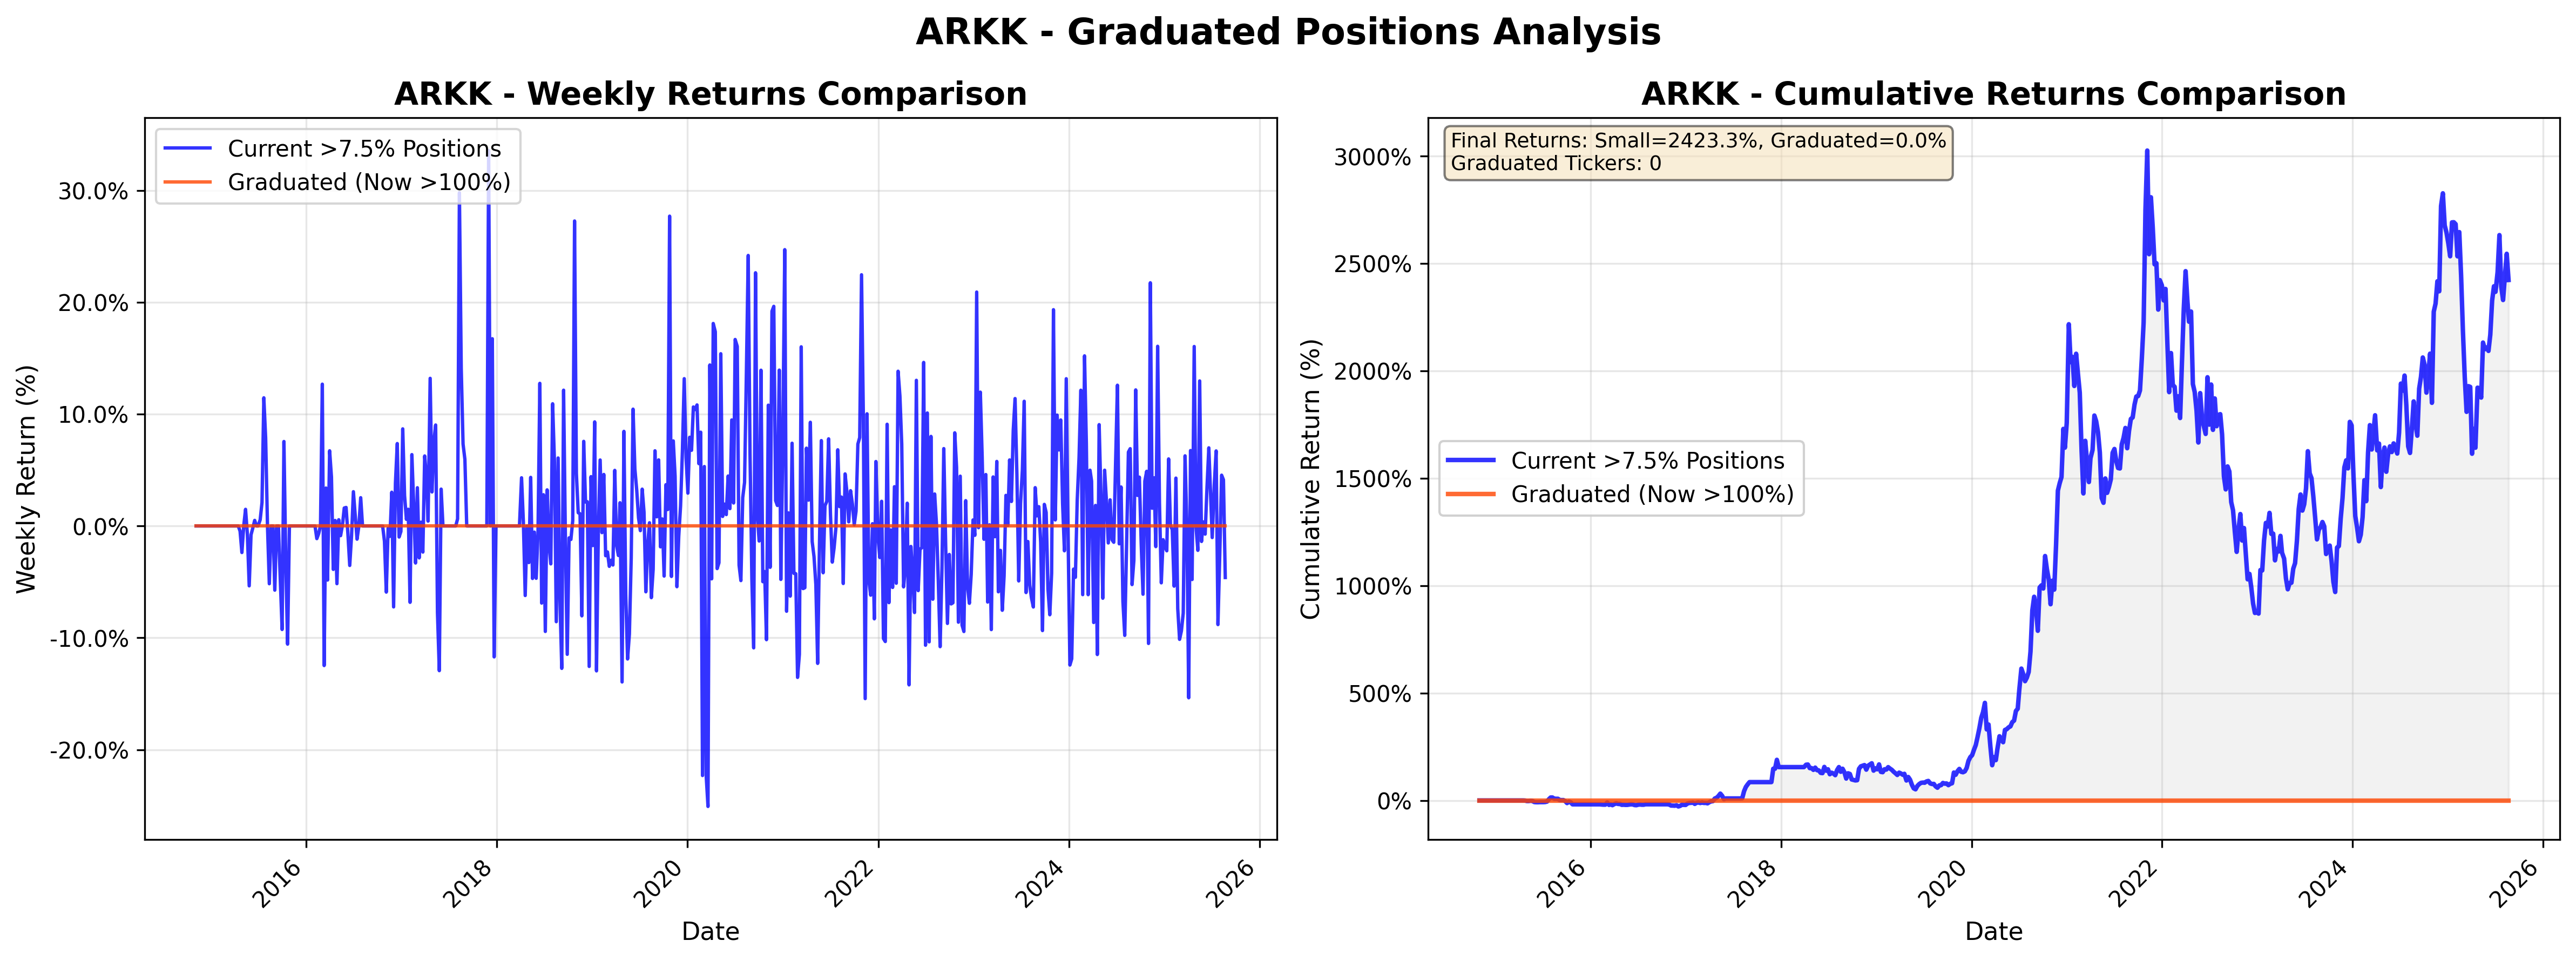 ARKK - Graduated Positions Analysis
ARKK - Weekly Returns Comparison
Current >7.5% Positions
Graduated (Now >100%)
30.0%
20.0%
10.0%
0.0%
-10.0%
-20.0%
Weekly Return (%)
2016
2018
2020
2022
2024
2026
Date
ARKK - Cumulative Returns Comparison
Final Returns: Small=2423.3%, Graduated=0.0%
Graduated Tickers: 0
Current >7.5% Positions
Graduated (Now >100%)
3000%
2500%
2000%
1500%
1000%
500%
0%
Cumulative Return (%)
2016
2018
2020
2022
2024
2026
Date